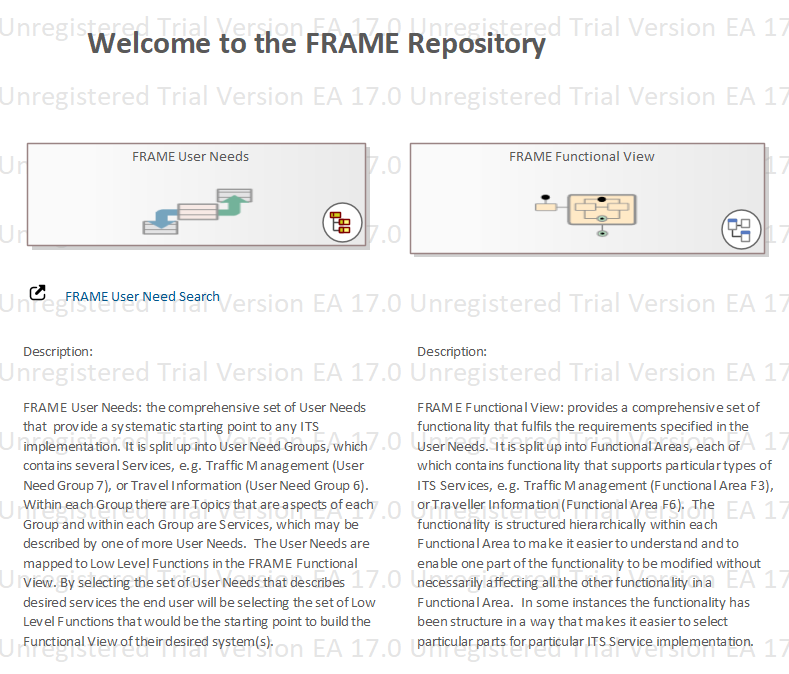 Welcome to the FRAME Repository
Unregistered Trial Version EA 17.0 Unregistered Trial Version EA 17
Unregistered Trial Version EA 17.0 Unregistered Trial Version EA 17
FRAME User Needs
FRAME Functional View
FRAME User Need Search
Description:
FRAME User Needs: the comprehensive set of User Needs
that provide a systematic starting point to any ITS
implementation. It is split up into User Need Groups, which
contains several Services, e.g. Traffic Management (User
Need Group 7), or Travel Information (User Need Group 6).
Within each Group there are Topics that are aspects of each
Group and within each Group are Services, which may be
described by one of more User Needs. The User Needs are
mapped to Low Level Functions in the FRAME Functional
View. By selecting the set of User Needs that describes
desired services the end user will be selecting the set of Low
Level Functions that would be the starting point to build the
Functional View of their desired system(s).
Description:
FRAME Functional View: provides a comprehensive set of
functionality that fulfils the requirements specified in the
User Needs. It is split up into Functional Areas, each of
which contains functionality that supports particular types of
ITS Services, e.g. Traffic Management (Functional Area F3),
or Traveller Information (Functional Area F6). The
functionality is structured hierarchically within each
Functional Area to make it easier to understand and to
enable one part of the functionality to be modified without
necessarily affecting all the other functionality in a
Functional Area. In some instances the functionality has
been structure in a way that makes it easier to select
particular parts for particular ITS Service implementation.